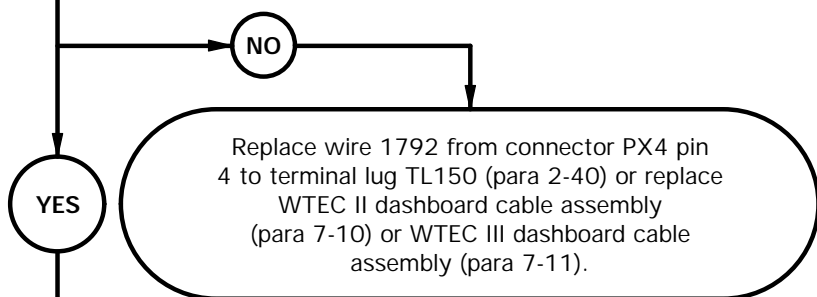 NO
Replace wire 1792 from connector PX4 pin
4 to terminal lug TL150 (para 2-40) or replace
WTEC II dashboard cable assembly
(para 7-10) or WTEC III dashboard cable
assembly (para 7-11).
YES